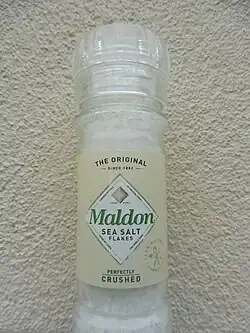 THE ORIGINAL
SINCE 1882
Maldon
SEA SALT
FLAKES
PERFECTLY
CRUSHED